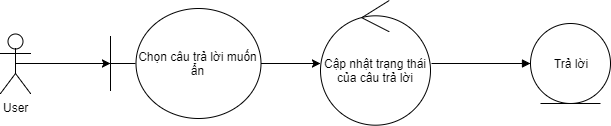 User
Chọn câu trả lời muốn
ẩn
Cập nhật trạng thái
của câu trả lời
Trả lời